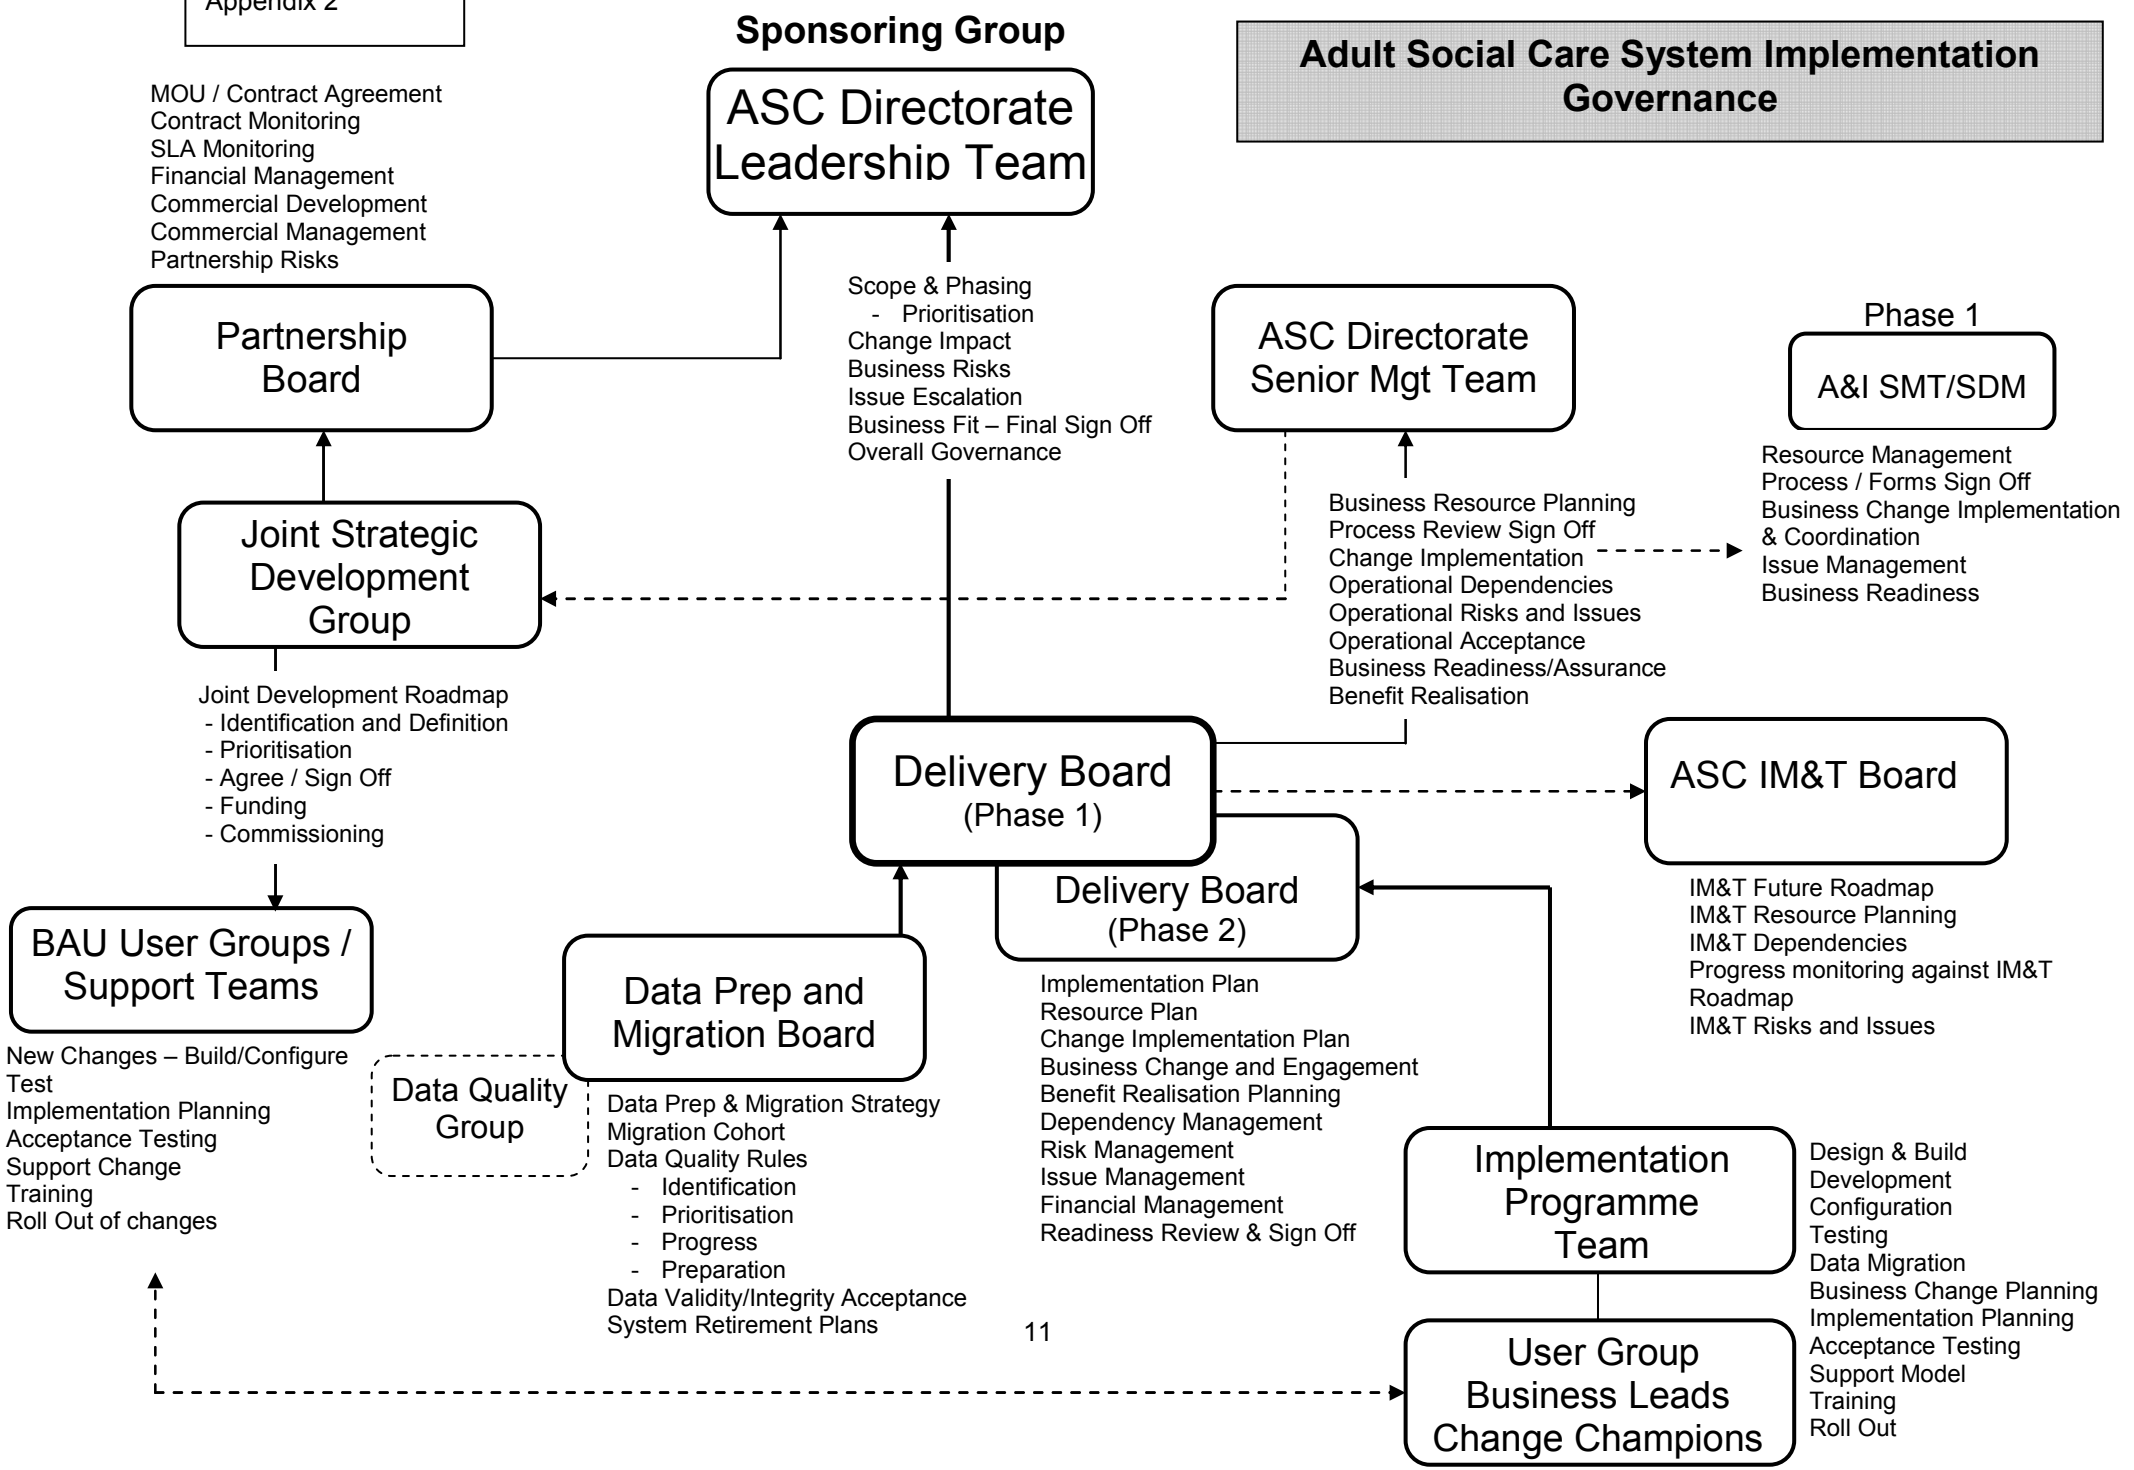 Appendix 2
Sponsoring Group
Adult Social Care System Implementation
Governance
MOU / Contract Agreement
Contract Monitoring
SLA Monitoring
Financial Management
Commercial Development
Commercial Management
Partnership Risks
ASC Directorate
Leadership Team
Scope & Phasing
- Prioritisation
Change Impact
Business Risks
Issue Escalation
Business Fit – Final Sign Off
Overall Governance
Partnership
Board
ASC Directorate
Senior Mgt Team
Phase 1
A&I SMT/SDM
Resource Management
Process / Forms Sign Off
Business Change Implementation
& Coordination
Issue Management
Business Readiness
Business Resource Planning
Process Review Sign Off
Change Implementation
Operational Dependencies
Operational Risks and Issues
Operational Acceptance
Business Readiness/Assurance
Benefit Realisation
Joint Strategic
Development
Group
Joint Development Roadmap
- Identification and Definition
- Prioritisation
- Agree / Sign Off
- Funding
- Commissioning
Delivery Board
(Phase 1)
ASC IM&T Board
IM&T Future Roadmap
IM&T Resource Planning
IM&T Dependencies
Progress monitoring against IM&T
Roadmap
IM&T Risks and Issues
Delivery Board
(Phase 2)
Implementation Plan
Resource Plan
Change Implementation Plan
Business Change and Engagement
Benefit Realisation Planning
Dependency Management
Risk Management
Issue Management
Financial Management
Readiness Review & Sign Off
BAU User Groups /
Support Teams
New Changes – Build/Configure
Test
Implementation Planning
Acceptance Testing
Support Change
Training
Roll Out of changes
Data Prep and
Migration Board
Data Quality
Group
Data Prep & Migration Strategy
Migration Cohort
Data Quality Rules
- Identification
- Prioritisation
- Progress
- Preparation
Data Validity/Integrity Acceptance
System Retirement Plans
Implementation
Programme
Team
Design & Build
Development
Configuration
Testing
Data Migration
Business Change Planning
Implementation Planning
Acceptance Testing
Support Model
Training
Roll Out
User Group
Business Leads
Change Champions
11